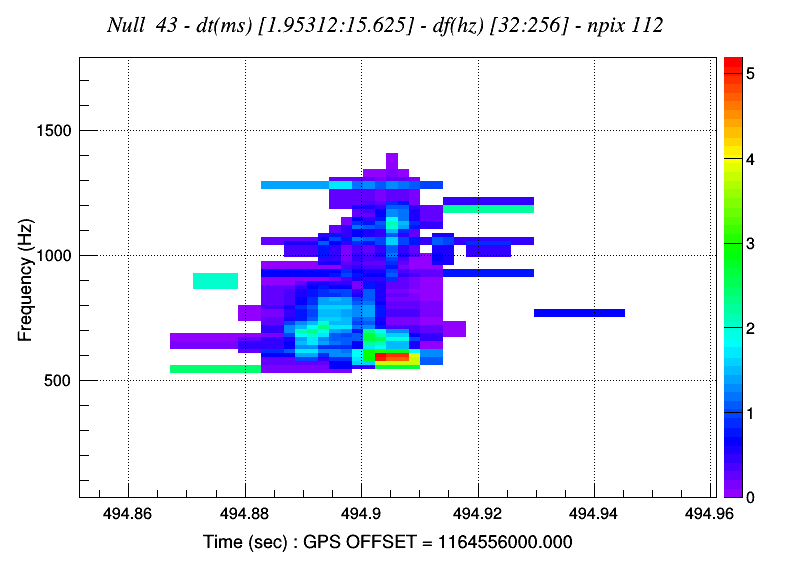 Null 43 - dt(ms) [1.95312:15.625] - df(hz) [32:256] - npix 112
Frequency (Hz)
1500
1000
500
5
4
3
2
1
0
494.86 494.88 494.9 494.92 494.94 494.96
Time (sec) : GPS OFFSET = 1164556000.000